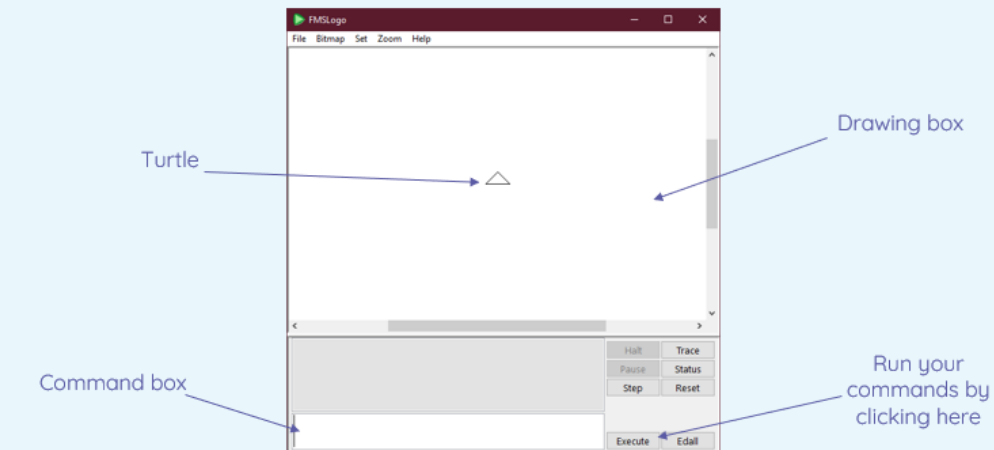 FMSLogo
File Bitmap Set Zoom Help
Drawing box
Turtle
Halt Trace
Pause Status
Step Reset
Command box
Run your
commands by
clicking here
Execute Edall